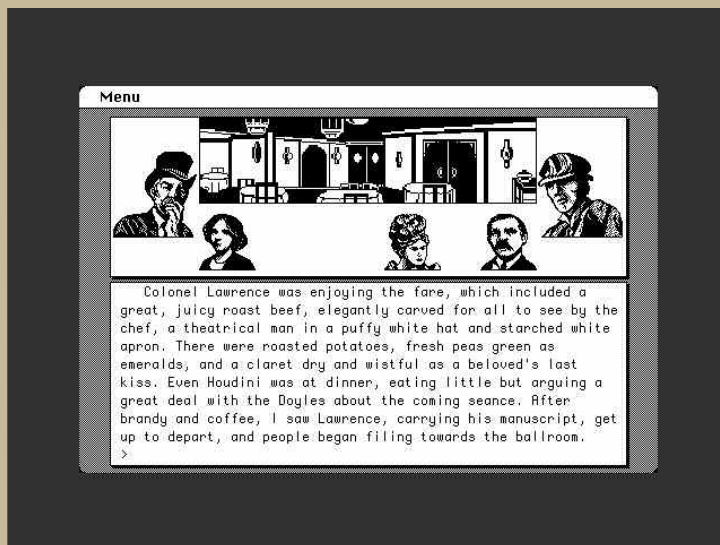 Menu
Colonel Lawrence was enjoying the fare, which included a
great, juicy roast beef, elegantly carved for all to see by the
chef, a theatrical man in a puffy white hat and starched white
apron. There were roasted potatoes, fresh peas green as
emeralds, and a claret dry and wistful as a beloved's last
kiss. Even Houdini was at dinner, eating little but arguing a
great deal with the Doyles about the coming seance. After
brandy and coffee, I saw Lawrence, carrying his manuscript, get
up to depart, and people began filing towards the ballroom.
>